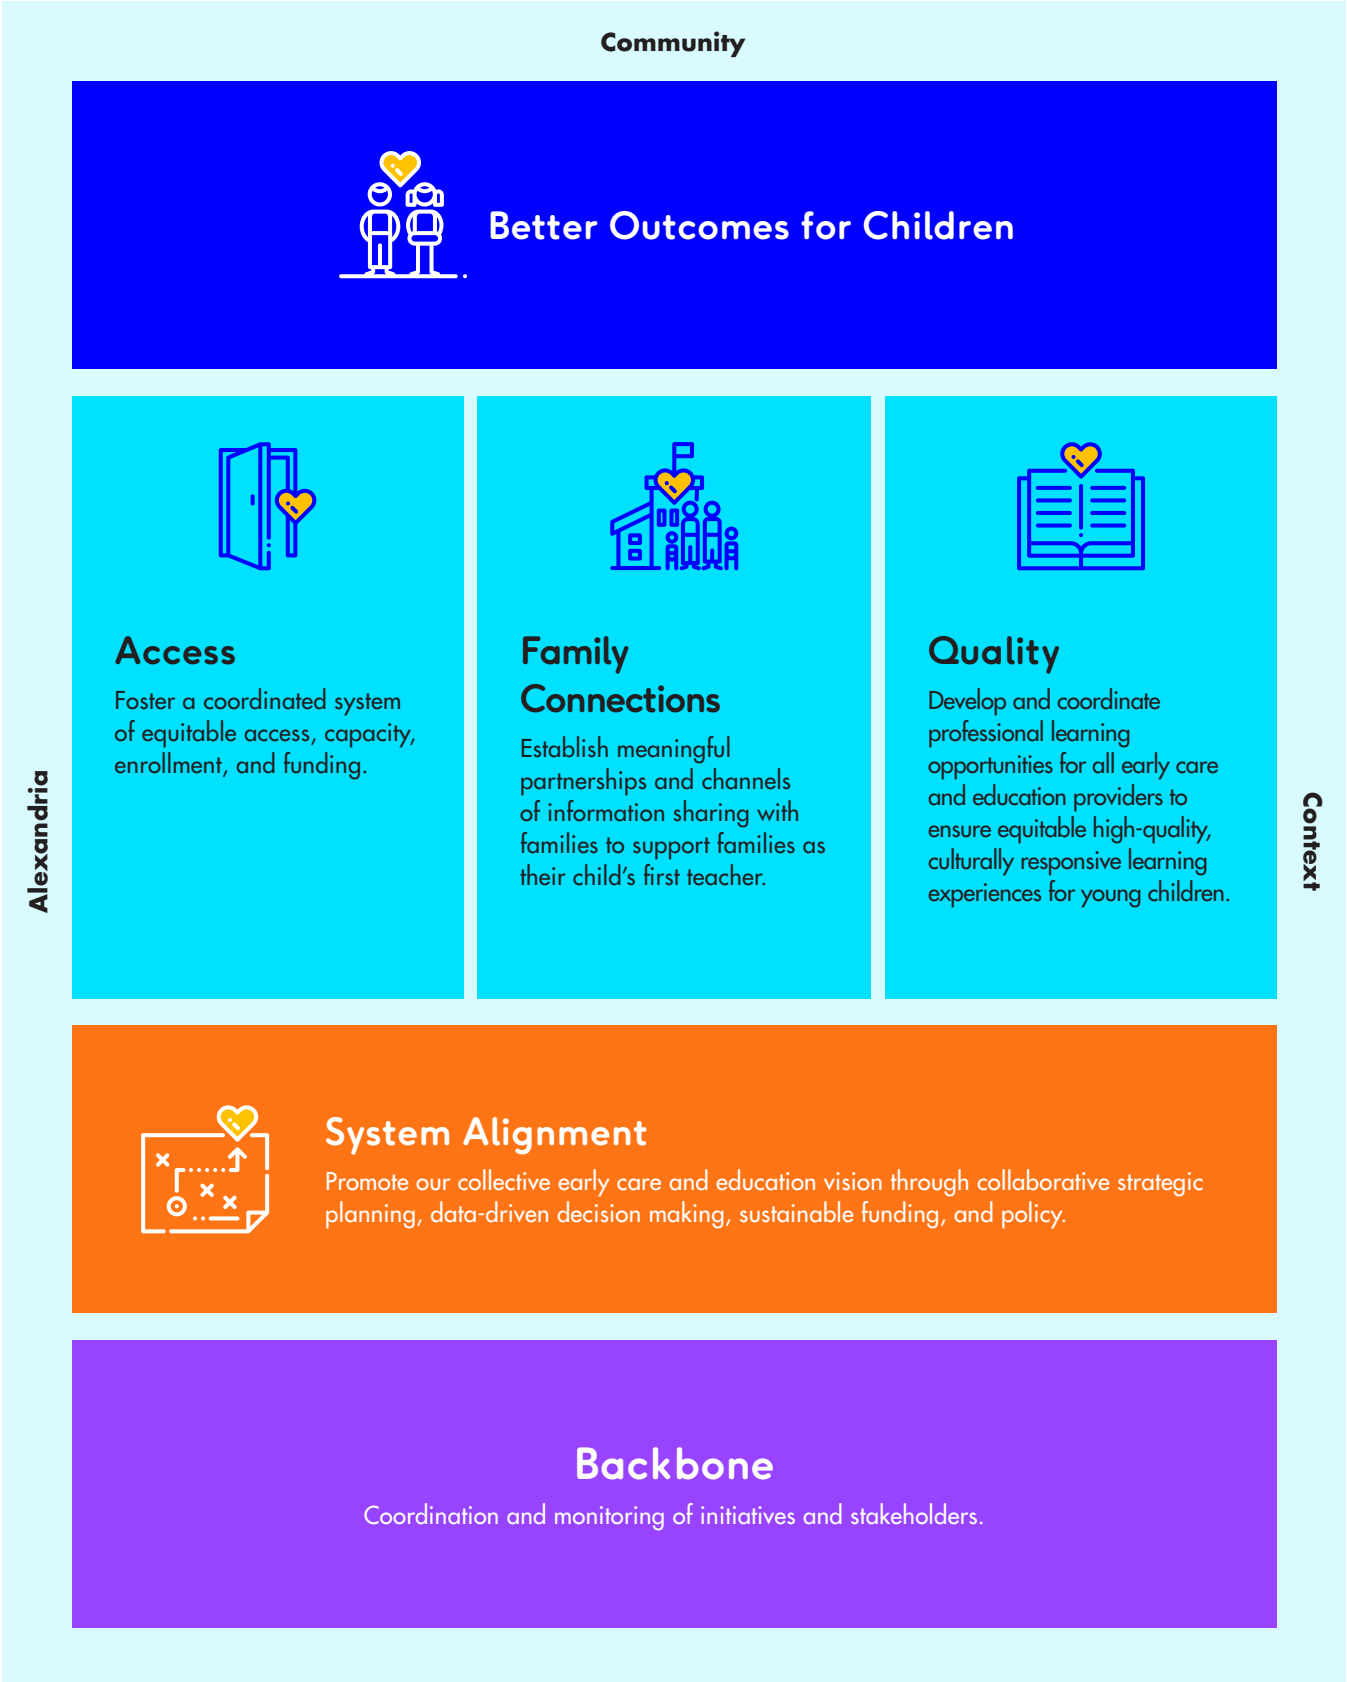 Community
Better Outcomes for Children
Access
Foster a coordinated system
of equitable access, capacity,
enrollment, and funding.
Family
Connections
Establish meaningful
partnerships and channels
of information sharing with
families to support families as
their child’s first teacher.
Quality
Develop and coordinate
professional learning
opportunities for all early care
and education providers to
ensure equitable high-quality,
culturally responsive learning
experiences for young children.
Alexandria
Context
System Alignment
Promote our collective early care and education vision through collaborative strategic
planning, data-driven decision making, sustainable funding, and policy.
Backbone
Coordination and monitoring of initiatives and stakeholders.